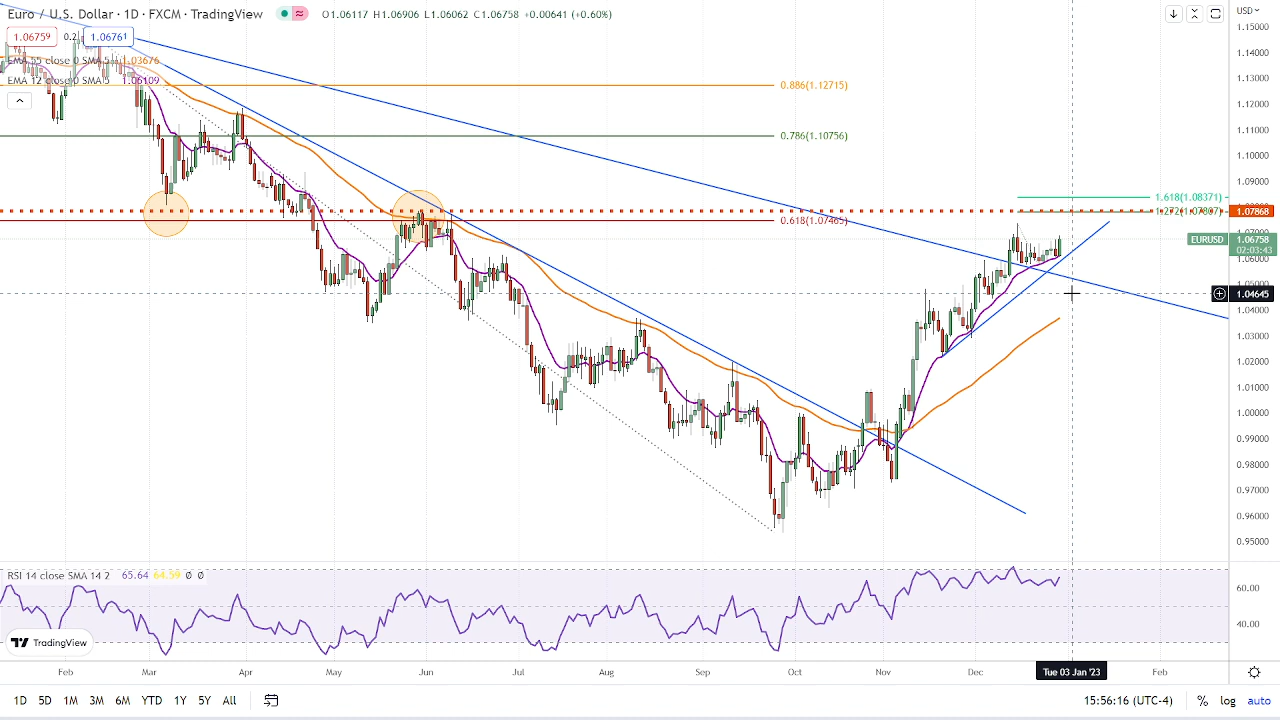 Euro / U.S. Dollar · 1D · FXCM · TradingView
O1.06117 H1.06906 L1.06062 C1.06758 +0.00641 (+0.60%)
1.06759 0.2 1.06761
EMA 55 close 0 SMA 5 1.03676
EMA 12 close 0 SMA 5 1.06109
USD
1.15000
1.14000
1.13000
0.886(1.12715)
1.12000
1.11000
0.786(1.10756)
1.10000
1.09000
1.618(1.08371)
1.07868
0.618(1.07465)
EURUSD 1.06758
02:03:43
1.06000
1.04645
1.04000
1.03000
1.02000
1.01000
1.00000
0.99000
0.98000
0.97000
0.96000
0.95000
RSI 14 close SMA 14 2 65.64 64.59 Ø Ø
60.00
40.00
TradingView
Feb Mar Apr May Jun Jul Aug Sep Oct Nov Dec Tue 03 Jan '23 Feb
1D 5D 1M 3M 6M YTD 1Y 5Y All 15:56:16 (UTC-4) % log auto